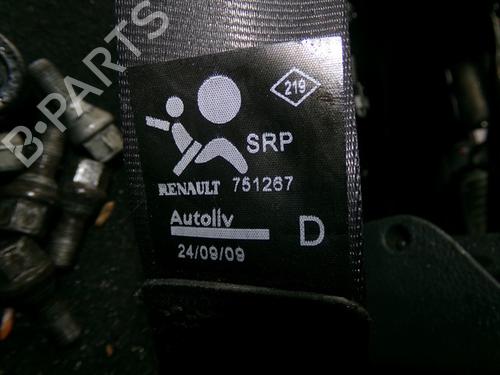 B-PARTS
219
SRP
RENAULT 751267
Autoliv
D
24/09/09